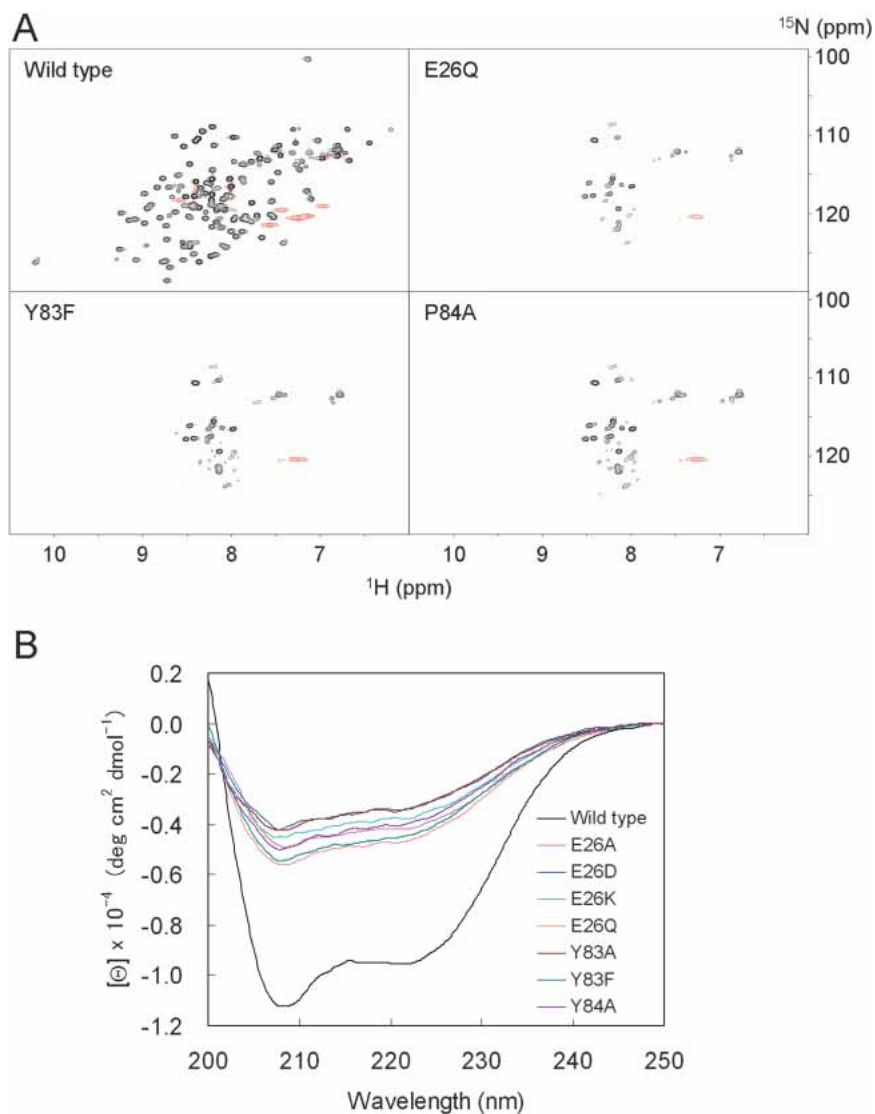 A
¹⁵N (ppm)
Wild type
E26Q
100
110
120
Y83F
P84A
100
110
120
10 9 8 7 10 9 8 7
¹H (ppm)
B
[Θ] x 10⁻⁴ (deg cm² dmol⁻¹)
0.2
0.0
-0.2
-0.4
-0.6
-0.8
-1.0
-1.2
Wild type
E26A
E26D
E26K
E26Q
Y83A
Y83F
Y84A
200 210 220 230 240 250
Wavelength (nm)